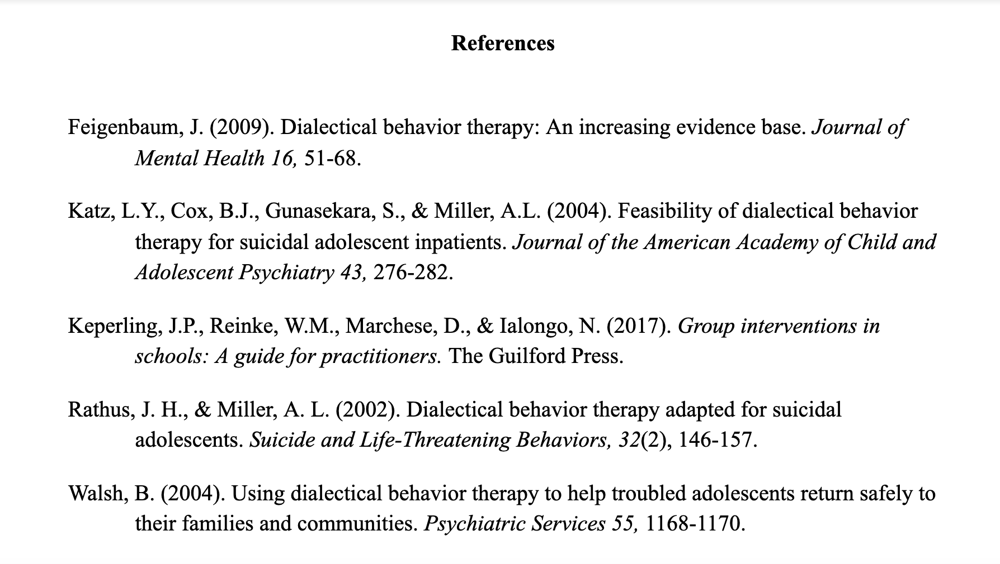 References
Feigenbaum, J. (2009). Dialectical behavior therapy: An increasing evidence base. Journal of
Mental Health 16, 51-68.
Katz, L.Y., Cox, B.J., Gunasekara, S., & Miller, A.L. (2004). Feasibility of dialectical behavior
therapy for suicidal adolescent inpatients. Journal of the American Academy of Child and
Adolescent Psychiatry 43, 276-282.
Keperling, J.P., Reinke, W.M., Marchese, D., & Ialongo, N. (2017). Group interventions in
schools: A guide for practitioners. The Guilford Press.
Rathus, J. H., & Miller, A. L. (2002). Dialectical behavior therapy adapted for suicidal
adolescents. Suicide and Life-Threatening Behaviors, 32(2), 146-157.
Walsh, B. (2004). Using dialectical behavior therapy to help troubled adolescents return safely to
their families and communities. Psychiatric Services 55, 1168-1170.